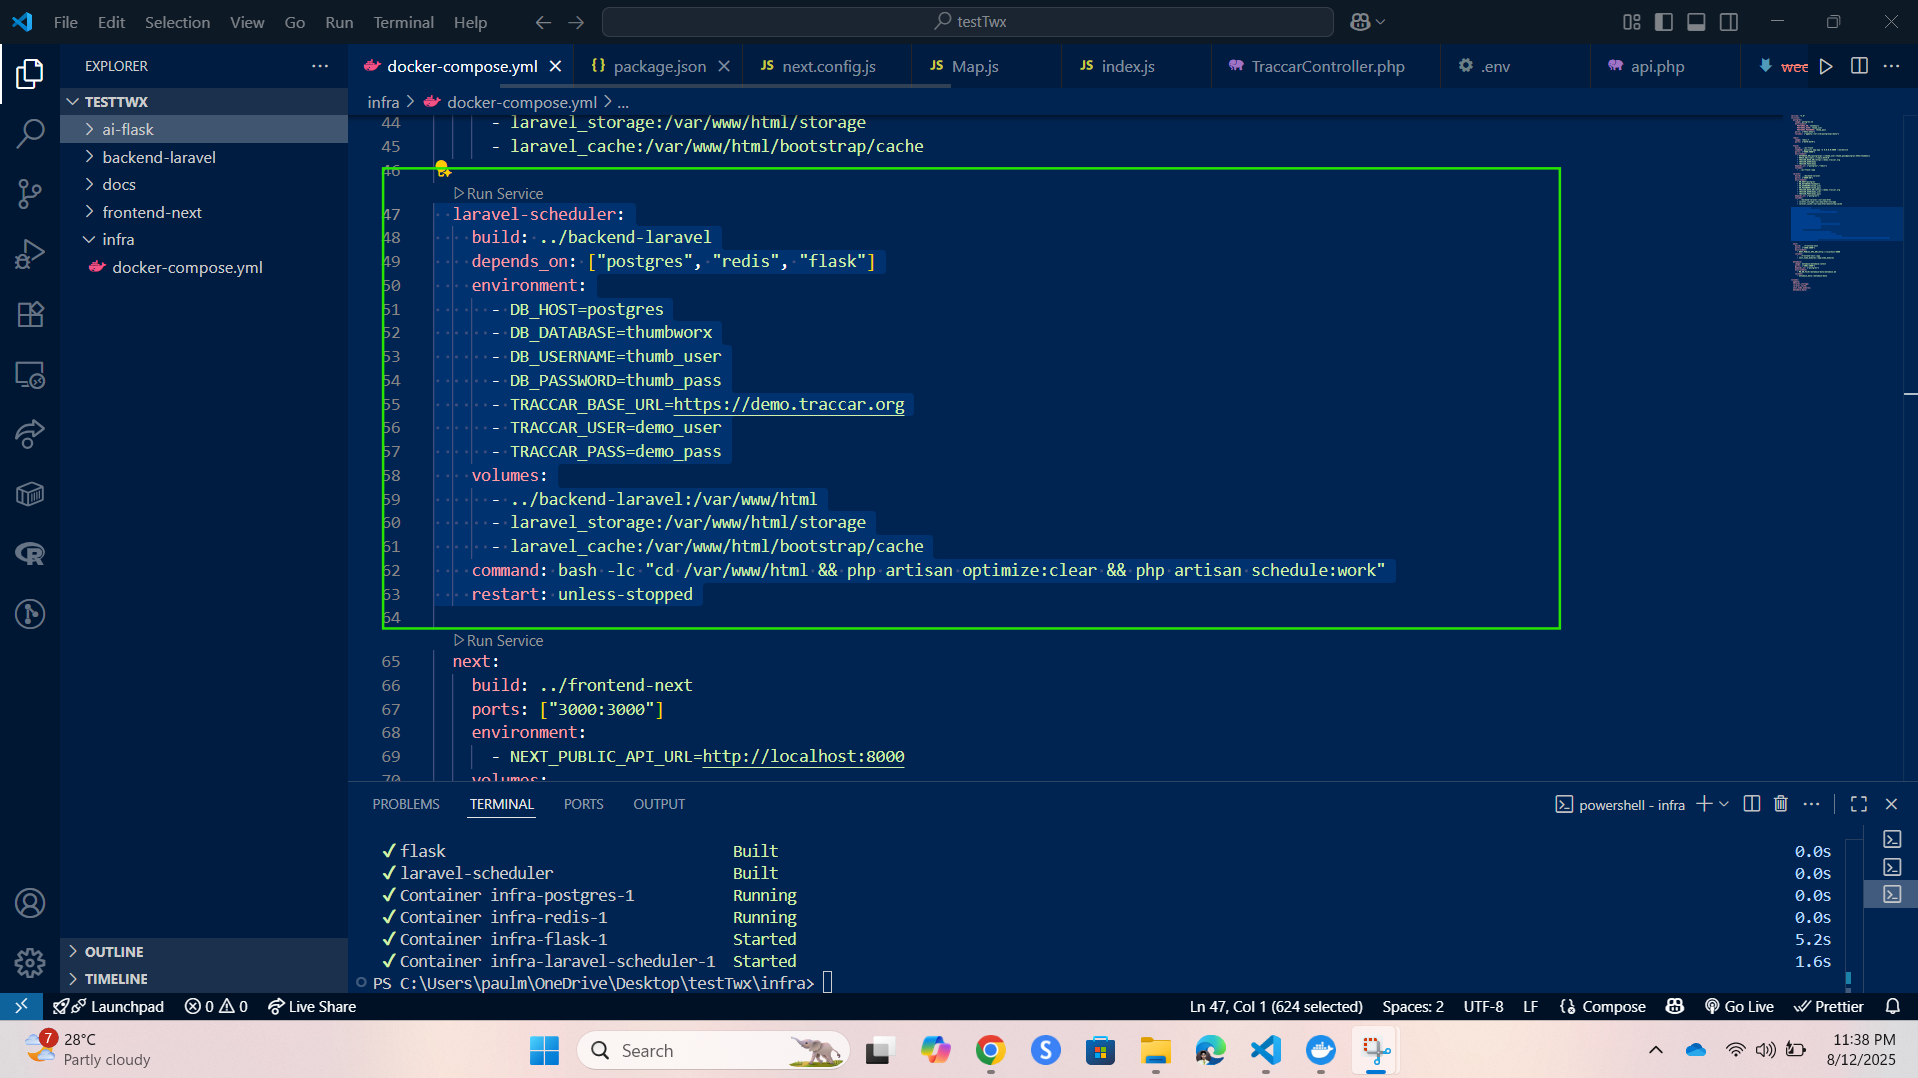 File Edit Selection View Go Run Terminal Help
testTwx
EXPLORER
TESTTWX
ai-flask
backend-laravel
docs
frontend-next
infra
docker-compose.yml
OUTLINE
TIMELINE
docker-compose.yml
{} package.json
JS next.config.js
JS Map.js
JS index.js
TraccarController.php
.env
api.php
infra > docker-compose.yml > ...
44 - laravel_storage:/var/www/html/storage
45 - laravel_cache:/var/www/html/bootstrap/cache
46
Run Service
47 laravel-scheduler:
48 build: ../backend-laravel
49 depends_on: ["postgres", "redis", "flask"]
50 environment:
51 - DB_HOST=postgres
52 - DB_DATABASE=thumbworx
53 - DB_USERNAME=thumb_user
54 - DB_PASSWORD=thumb_pass
55 - TRACCAR_BASE_URL=https://demo.traccar.org
56 - TRACCAR_USER=demo_user
57 - TRACCAR_PASS=demo_pass
58 volumes:
59 - ../backend-laravel:/var/www/html
60 - laravel_storage:/var/www/html/storage
61 - laravel_cache:/var/www/html/bootstrap/cache
62 command: bash -lc "cd /var/www/html && php artisan optimize:clear && php artisan schedule:work"
63 restart: unless-stopped
64
Run Service
65 next:
66 build: ../frontend-next
67 ports: ["3000:3000"]
68 environment:
69 - NEXT_PUBLIC_API_URL=http://localhost:8000
70 volumes:
PROBLEMS TERMINAL PORTS OUTPUT
powershell - infra
flask Built 0.0s
laravel-scheduler Built 0.0s
Container infra-postgres-1 Running 0.0s
Container infra-redis-1 Running 0.0s
Container infra-flask-1 Started 5.2s
Container infra-laravel-scheduler-1 Started 1.6s
PS C:\Users\paulm\OneDrive\Desktop\testTwx\infra>
Launchpad 0 0 Live Share
Ln 47, Col 1 (624 selected) Spaces: 2 UTF-8 LF {} Compose Go Live Prettier
7
28°C
Partly cloudy
Search
11:38 PM
8/12/2025